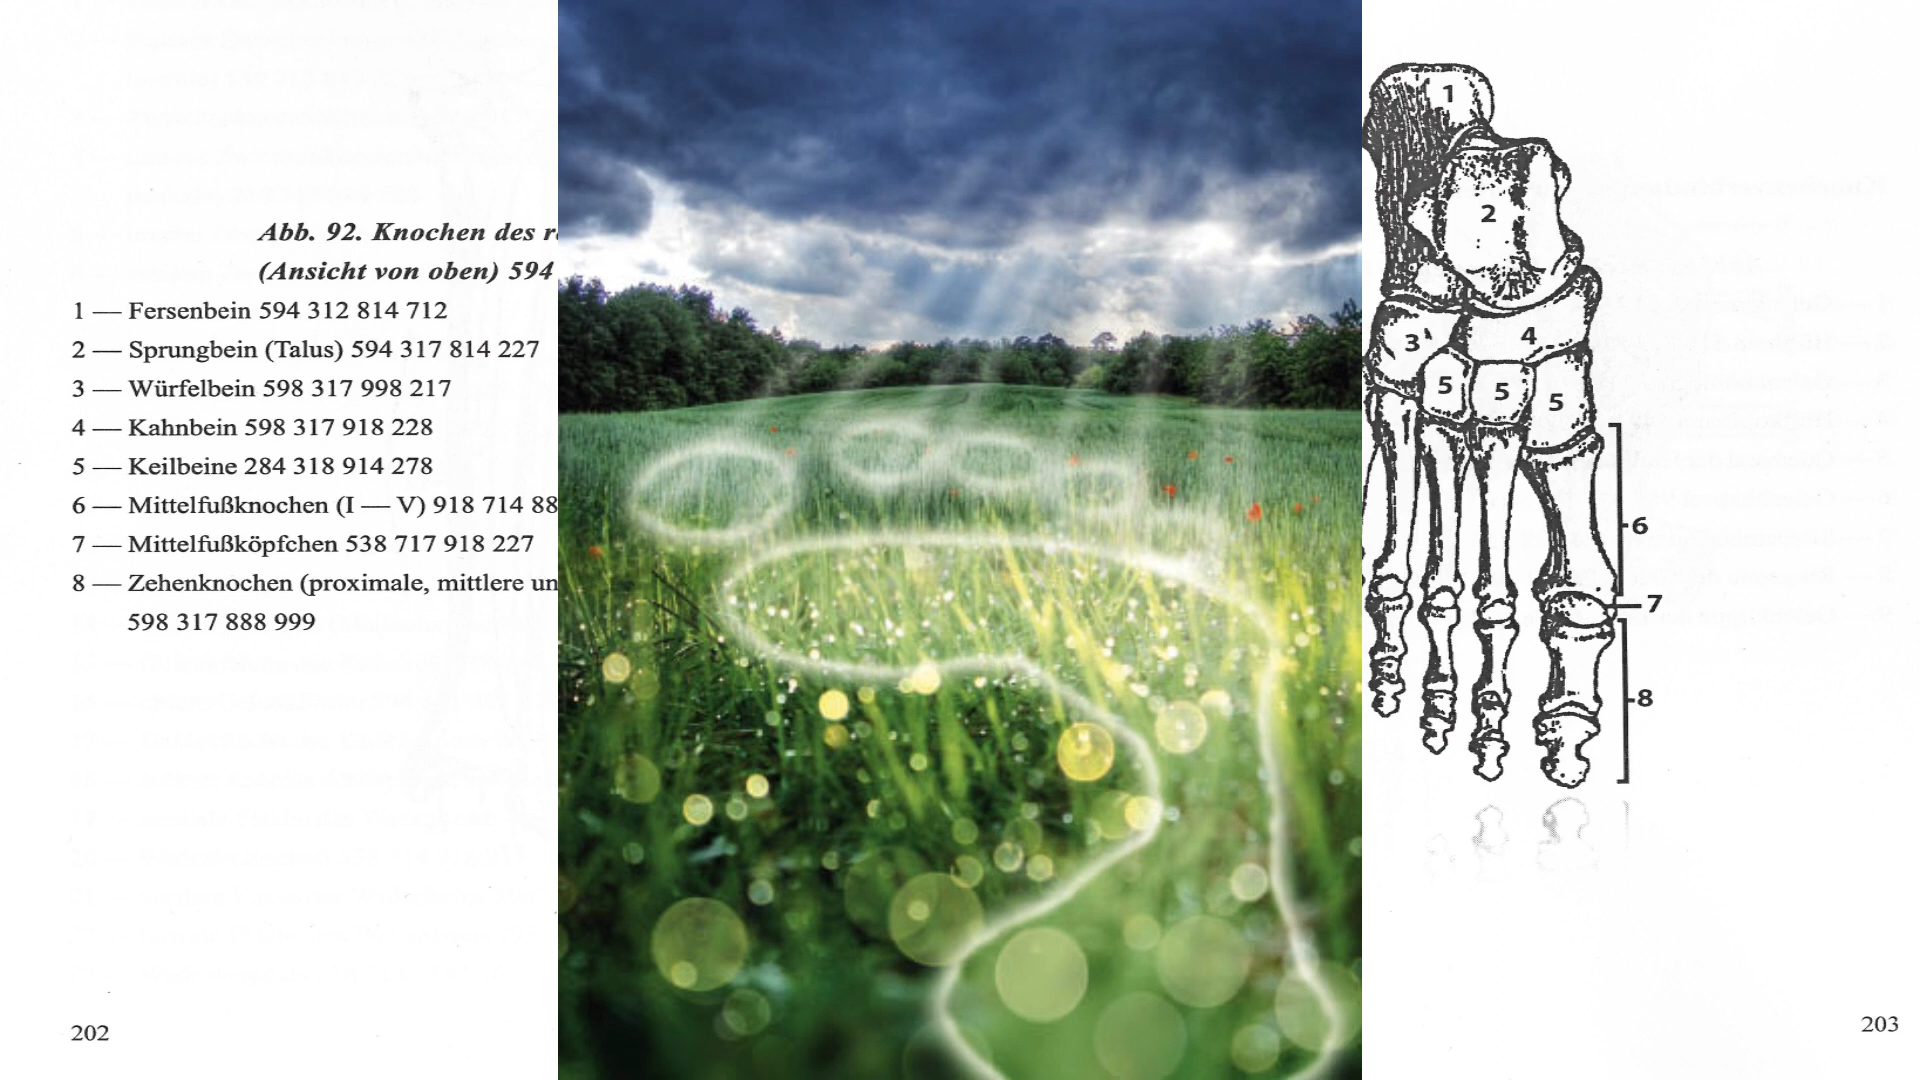 Abb. 92. Knochen des
(Ansicht von oben) 594
1 — Fersenbein 594 312 814 712
2 — Sprungbein (Talus) 594 317 814 227
3 — Würfelbein 598 317 998 217
4 — Kahnbein 598 317 918 228
5 — Keilbeine 284 318 914 278
6 — Mittelfußknochen (I — V) 918 714 88
7 — Mittelfußköpfchen 538 717 918 227
8 — Zehenknochen (proximale, mittlere un
598 317 888 999
202
1
2
3
4
5
5
5
6
7
8
203